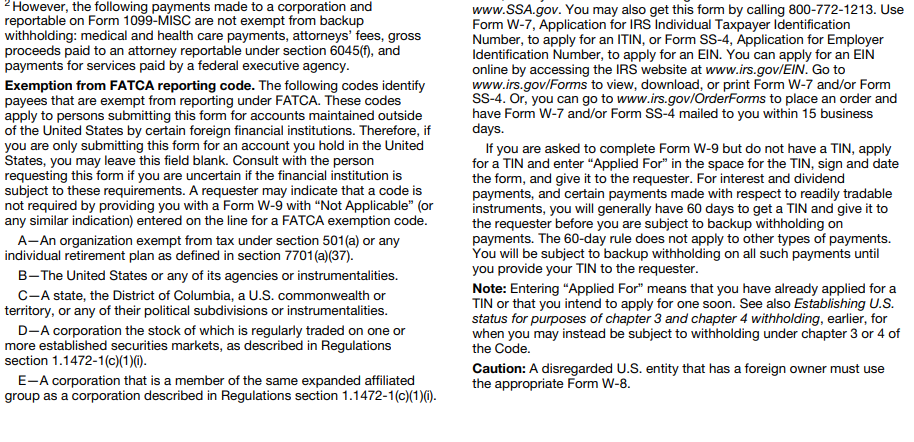 2 However, the following payments made to a corporation and
reportable on Form 1099-MISC are not exempt from backup
withholding: medical and health care payments, attorneys’ fees, gross
proceeds paid to an attorney reportable under section 6045(f), and
payments for services paid by a federal executive agency.
Exemption from FATCA reporting code. The following codes identify
payees that are exempt from reporting under FATCA. These codes
apply to persons submitting this form for accounts maintained outside
of the United States by certain foreign financial institutions. Therefore, if
you are only submitting this form for an account you hold in the United
States, you may leave this field blank. Consult with the person
requesting this form if you are uncertain if the financial institution is
subject to these requirements. A requester may indicate that a code is
not required by providing you with a Form W-9 with “Not Applicable” (or
any similar indication) entered on the line for a FATCA exemption code.
A—An organization exempt from tax under section 501(a) or any
individual retirement plan as defined in section 7701(a)(37).
B—The United States or any of its agencies or instrumentalities.
C—A state, the District of Columbia, a U.S. commonwealth or
territory, or any of their political subdivisions or instrumentalities.
D—A corporation the stock of which is regularly traded on one or
more established securities markets, as described in Regulations
section 1.1472-1(c)(1)(i).
E—A corporation that is a member of the same expanded affiliated
group as a corporation described in Regulations section 1.1472-1(c)(1)(i).
www.SSA.gov. You may also get this form by calling 800-772-1213. Use
Form W-7, Application for IRS Individual Taxpayer Identification
Number, to apply for an ITIN, or Form SS-4, Application for Employer
Identification Number, to apply for an EIN. You can apply for an EIN
online by accessing the IRS website at www.irs.gov/EIN. Go to
www.irs.gov/Forms to view, download, or print Form W-7 and/or Form
SS-4. Or, you can go to www.irs.gov/OrderForms to place an order and
have Form W-7 and/or Form SS-4 mailed to you within 15 business
days.
If you are asked to complete Form W-9 but do not have a TIN, apply
for a TIN and enter “Applied For” in the space for the TIN, sign and date
the form, and give it to the requester. For interest and dividend
payments, and certain payments made with respect to readily tradable
instruments, you will generally have 60 days to get a TIN and give it to
the requester before you are subject to backup withholding on
payments. The 60-day rule does not apply to other types of payments.
You will be subject to backup withholding on all such payments until
you provide your TIN to the requester.
Note: Entering “Applied For” means that you have already applied for a
TIN or that you intend to apply for one soon. See also Establishing U.S.
status for purposes of chapter 3 and chapter 4 withholding, earlier, for
when you may instead be subject to withholding under chapter 3 or 4 of
the Code.
Caution: A disregarded U.S. entity that has a foreign owner must use
the appropriate Form W-8.